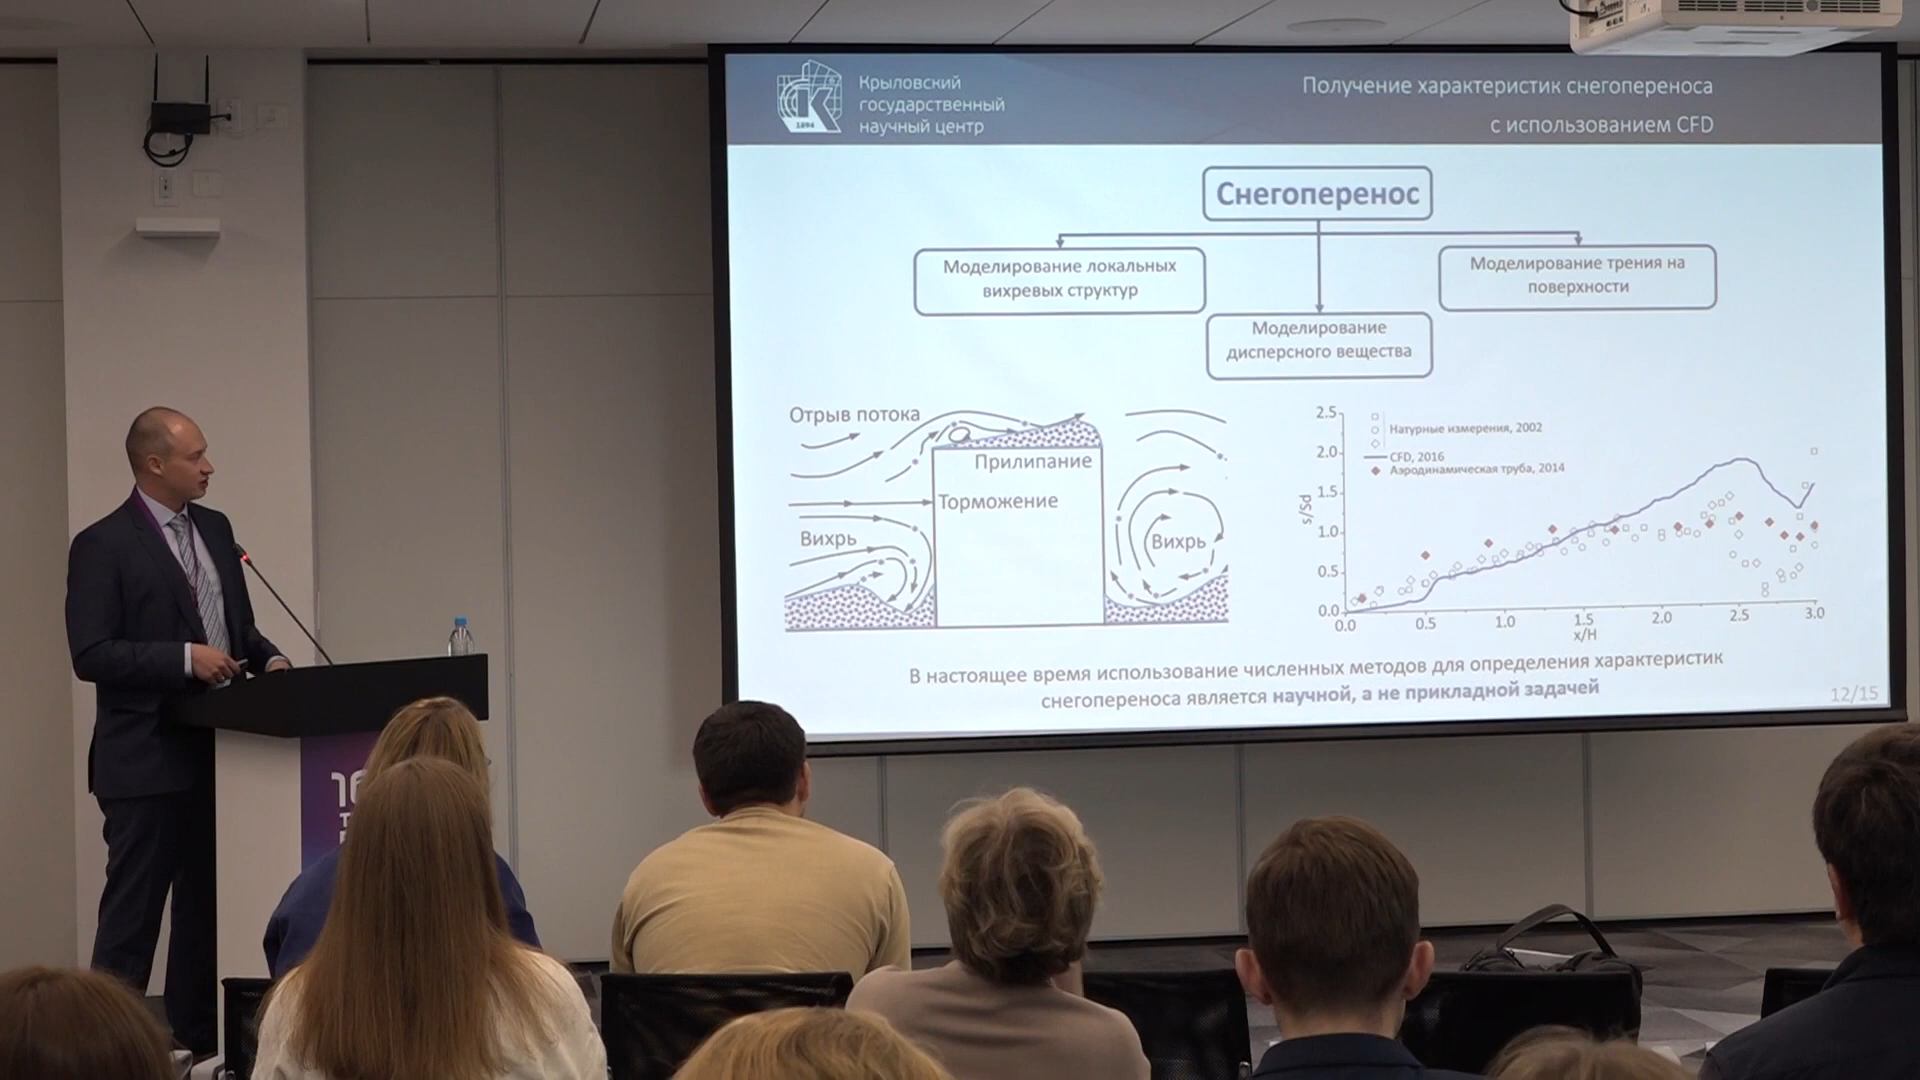 Крыловский
государственный
научный центр
1894
Получение характеристик снегопереноса
с использованием CFD
Снегоперенос
Моделирование локальных
вихревых структур
Моделирование
дисперсного вещества
Моделирование трения на
поверхности
Отрыв потока
Прилипание
Торможение
Вихрь
Вихрь
s/Sd
2.5
2.0
1.5
1.0
0.5
0.0
Натурные измерения, 2002
CFD, 2016
Аэродинамическая труба, 2014
0.0 0.5 1.0 1.5 2.0 2.5 3.0
x/H
В настоящее время использование численных методов для определения характеристик
снегопереноса является научной, а не прикладной задачей
12/15